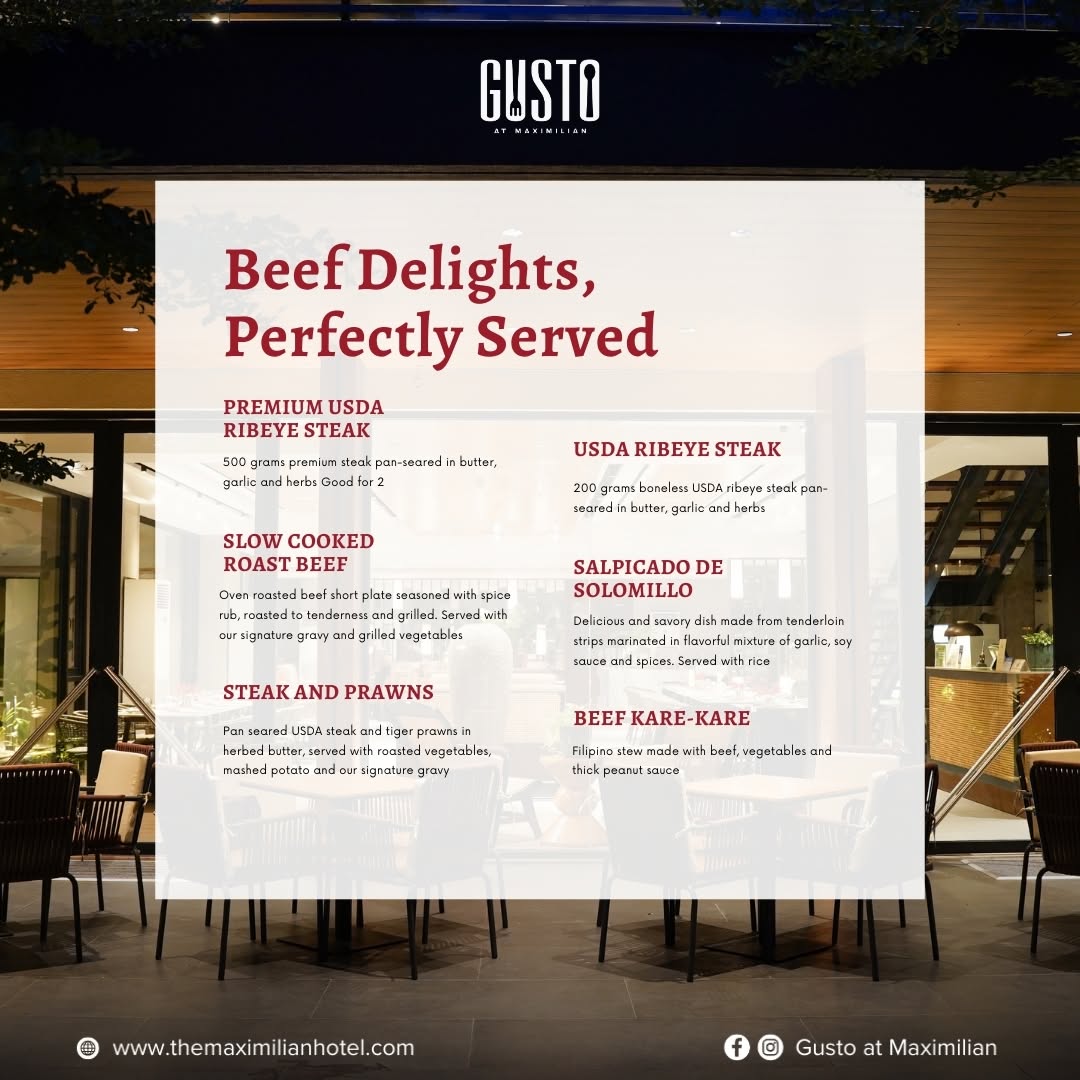 GUSTO
AT MAXIMILIAN
Beef Delights,
Perfectly Served
PREMIUM USDA
RIBEYE STEAK
500 grams premium steak pan-seared in butter,
garlic and herbs Good for 2
SLOW COOKED
ROAST BEEF
Oven roasted beef short plate seasoned with spice
rub, roasted to tenderness and grilled. Served with
our signature gravy and grilled vegetables
STEAK AND PRAWNS
Pan seared USDA steak and tiger prawns in
herbed butter, served with roasted vegetables,
mashed potato and our signature gravy
USDA RIBEYE STEAK
200 grams boneless USDA ribeye steak pan-
seared in butter, garlic and herbs
SALPICADO DE
SOLOMILLO
Delicious and savory dish made from tenderloin
strips marinated in flavorful mixture of garlic, soy
sauce and spices. Served with rice
BEEF KARE-KARE
Filipino stew made with beef, vegetables and
thick peanut sauce
www.themaximilianhotel.com
Gusto at Maximilian